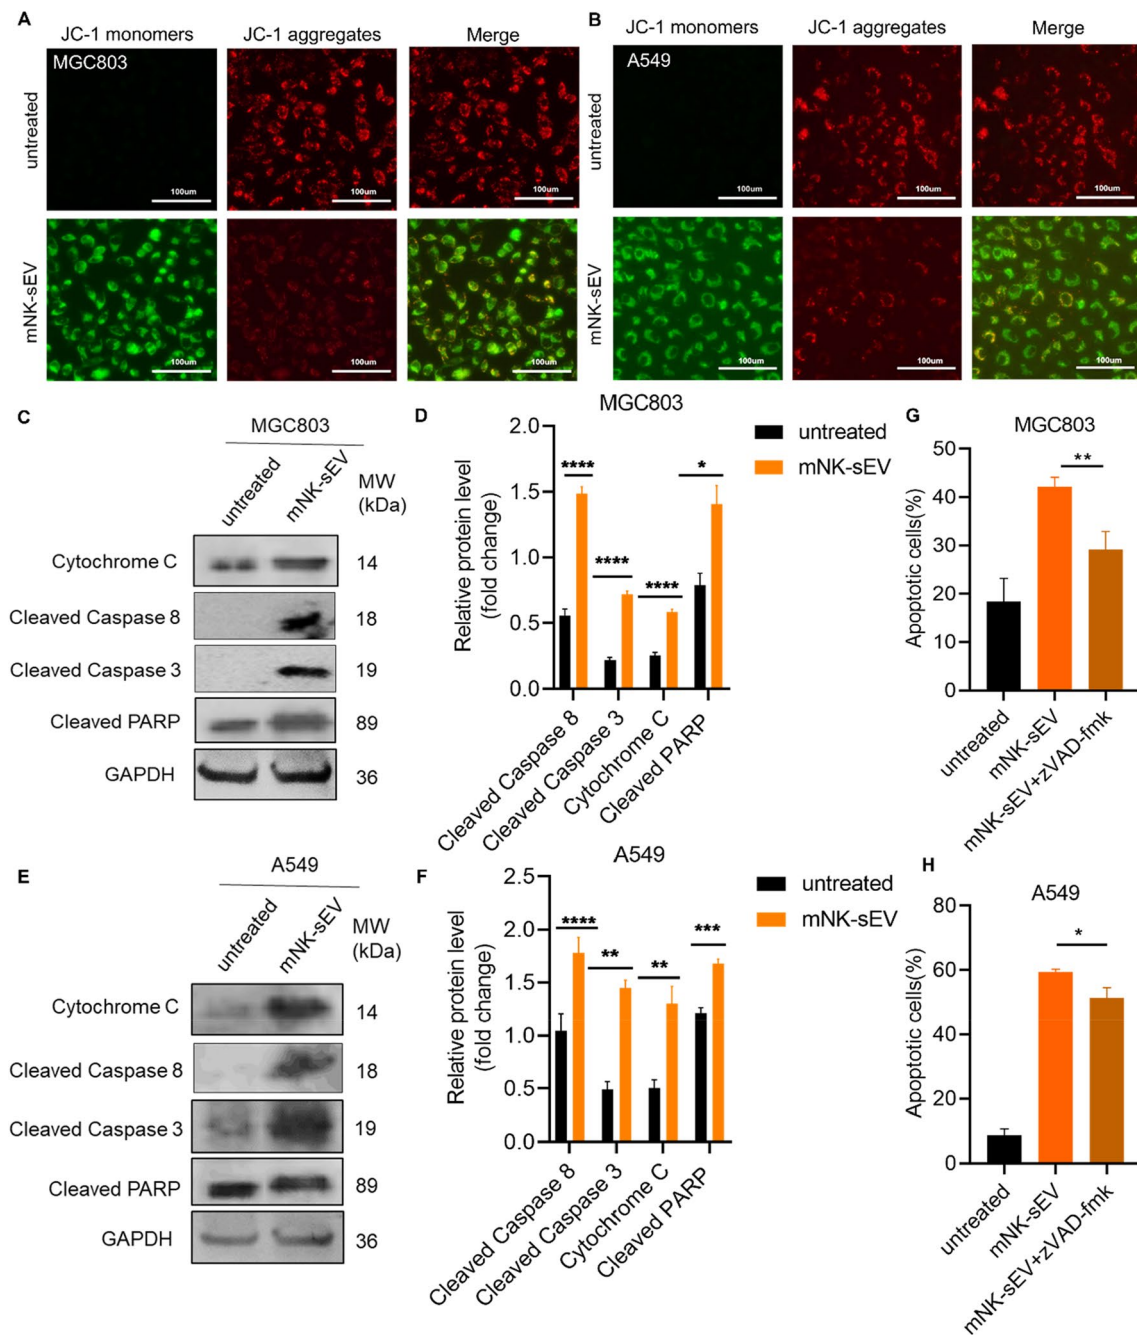 A
JC-1 monomers JC-1 aggregates Merge
MGC803
untreated
100um 100um 100um
mNK-sEV
100um 100um 100um
B
JC-1 monomers JC-1 aggregates Merge
A549
untreated
100um 100um 100um
mNK-sEV
100um 100um 100um
C
MGC803
untreated mNK-sEV MW
(kDa)
Cytochrome C 14
Cleaved Caspase 8 18
Cleaved Caspase 3 19
Cleaved PARP 89
GAPDH 36
D
MGC803
Relative protein level
(fold change)
2.0
1.5
1.0
0.5
0.0
**** **** **** *
Cleaved Caspase 8
Cleaved Caspase 3
Cytochrome C
Cleaved PARP
untreated
mNK-sEV
G
MGC803
Apoptotic cells(%)
50
40
30
20
10
0
**
untreated
mNK-sEV
mNK-sEV+zVAD-fmk
E
A549
untreated mNK-sEV MW
(kDa)
Cytochrome C 14
Cleaved Caspase 8 18
Cleaved Caspase 3 19
Cleaved PARP 89
GAPDH 36
F
A549
Relative protein level
(fold change)
2.5
2.0
1.5
1.0
0.5
0.0
**** ** ** ***
Cleaved Caspase 8
Cleaved Caspase 3
Cytochrome C
Cleaved PARP
untreated
mNK-sEV
H
A549
Apoptotic cells(%)
80
60
40
20
0
*
untreated
mNK-sEV
mNK-sEV+zVAD-fmk